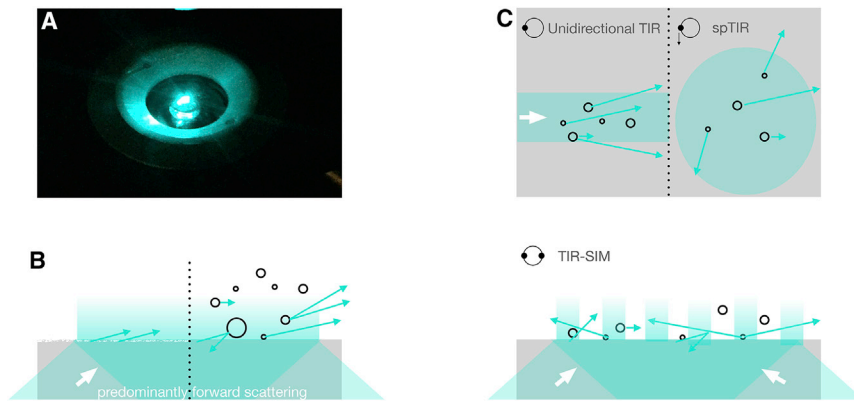 A
C
Unidirectional TIR
spTIR
B
predominantly forward scattering
TIR-SIM